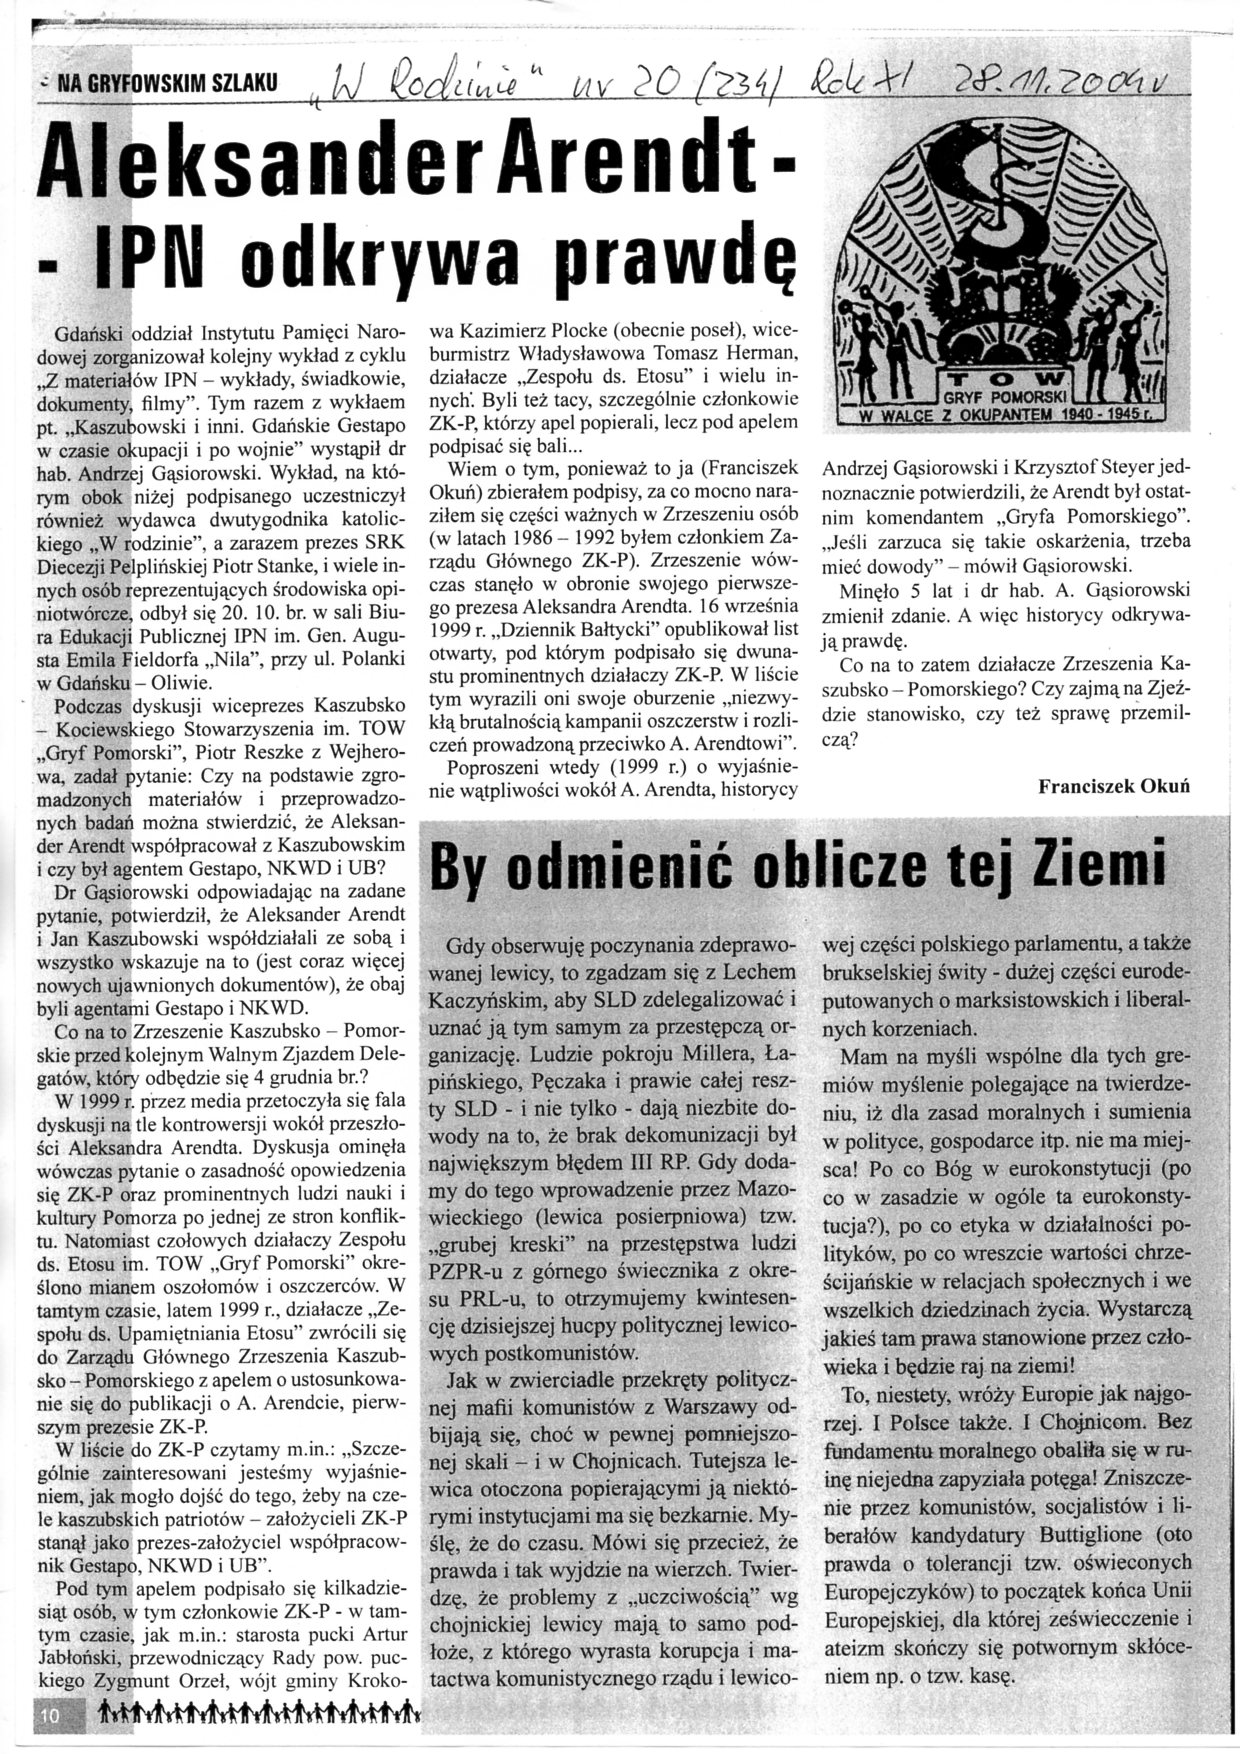 NA GRYFOWSKIM SZLAKU
„W Rodzinie" nr 20 (234) Rok XI 28.11.2004 r
Aleksander Arendt -
- IPN odkrywa prawdę
Gdański oddział Instytutu Pamięci Naro-
dowej zorganizował kolejny wykład z cyklu
„Z materiałów IPN – wykłady, świadkowie,
dokumenty, filmy”. Tym razem z wykłaem
pt. „Kaszubowski i inni. Gdańskie Gestapo
w czasie okupacji i po wojnie” wystąpił dr
hab. Andrzej Gąsiorowski. Wykład, na któ-
rym obok niżej podpisanego uczestniczył
również wydawca dwutygodnika katolic-
kiego „W rodzinie”, a zarazem prezes SRK
Diecezji Pelplińskiej Piotr Stanke, i wiele in-
nych osób reprezentujących środowiska opi-
niotwórcze, odbył się 20. 10. br. w sali Biu-
ra Edukacji Publicznej IPN im. Gen. Augu-
sta Emila Fieldorfa „Nila”, przy ul. Polanki
w Gdańsku – Oliwie.
Podczas dyskusji wiceprezes Kaszubsko
– Kociewskiego Stowarzyszenia im. TOW
„Gryf Pomorski”, Piotr Reszke z Wejhero-
wa, zadał pytanie: Czy na podstawie zgro-
madzonych materiałów i przeprowadzo-
nych badań można stwierdzić, że Aleksan-
der Arendt współpracował z Kaszubowskim
i czy był agentem Gestapo, NKWD i UB?
Dr Gąsiorowski odpowiadając na zadane
pytanie, potwierdził, że Aleksander Arendt
i Jan Kaszubowski współdziałali ze sobą i
wszystko wskazuje na to (jest coraz więcej
nowych ujawnionych dokumentów), że obaj
byli agentami Gestapo i NKWD.
Co na to Zrzeszenie Kaszubsko – Pomor-
skie przed kolejnym Walnym Zjazdem Dele-
gatów, który odbędzie się 4 grudnia br.?
W 1999 r. przez media przetoczyła się fala
dyskusji na tle kontrowersji wokół przeszło-
ści Aleksandra Arendta. Dyskusja ominęła
wówczas pytanie o zasadność opowiedzenia
się ZK-P oraz prominentnych ludzi nauki i
kultury Pomorza po jednej ze stron konflik-
tu. Natomiast czołowych działaczy Zespołu
ds. Etosu im. TOW „Gryf Pomorski” okre-
ślono mianem oszołomów i oszczerców. W
tamtym czasie, latem 1999 r., działacze „Ze-
społu ds. Upamiętniania Etosu” zwrócili się
do Zarządu Głównego Zrzeszenia Kaszub-
sko – Pomorskiego z apelem o ustosunkowa-
nie się do publikacji o A. Arendcie, pierw-
szym prezesie ZK-P.
W liście do ZK-P czytamy m.in.: „Szcze-
gólnie zainteresowani jesteśmy wyjaśnie-
niem, jak mogło dojść do tego, żeby na cze-
le kaszubskich patriotów – założycieli ZK-P
stanął jako prezes-założyciel współpracow-
nik Gestapo, NKWD i UB”.
Pod tym apelem podpisało się kilkadzie-
siąt osób, w tym członkowie ZK-P - w tam-
tym czasie, jak m.in.: starosta pucki Artur
Jabłoński, przewodniczący Rady pow. puc-
kiego Zygmunt Orzeł, wójt gminy Kroko-
wa Kazimierz Plocke (obecnie poseł), wice-
burmistrz Władysławowa Tomasz Herman,
działacze „Zespołu ds. Etosu” i wielu in-
nych. Byli też tacy, szczególnie członkowie
ZK-P, którzy apel popierali, lecz pod apelem
podpisać się bali...
Wiem o tym, ponieważ to ja (Franciszek
Okuń) zbierałem podpisy, za co mocno nara-
ziłem się części ważnych w Zrzeszeniu osób
(w latach 1986 – 1992 byłem członkiem Za-
rządu Głównego ZK-P). Zrzeszenie wów-
czas stanęło w obronie swojego pierwsze-
go prezesa Aleksandra Arendta. 16 września
1999 r. „Dziennik Bałtycki” opublikował list
otwarty, pod którym podpisało się dwuna-
stu prominentnych działaczy ZK-P. W liście
tym wyrazili oni swoje oburzenie „niezwy-
kłą brutalnością kampanii oszczerstw i rozli-
czeń prowadzoną przeciwko A. Arendtowi”.
Poproszeni wtedy (1999 r.) o wyjaśnie-
nie wątpliwości wokół A. Arendta, historycy
TOW
GRYF POMORSKI
W WALCE Z OKUPANTEM 1940 - 1945 r.
Andrzej Gąsiorowski i Krzysztof Steyer jed-
noznacznie potwierdzili, że Arendt był ostat-
nim komendantem „Gryfa Pomorskiego”.
„Jeśli zarzuca się takie oskarżenia, trzeba
mieć dowody” – mówił Gąsiorowski.
Minęło 5 lat i dr hab. A. Gąsiorowski
zmienił zdanie. A więc historycy odkrywa-
ją prawdę.
Co na to zatem działacze Zrzeszenia Ka-
szubsko – Pomorskiego? Czy zajmą na Zjeź-
dzie stanowisko, czy też sprawę przemil-
czą?
Franciszek Okuń
By odmienić oblicze tej Ziemi
Gdy obserwuję poczynania zdeprawo-
wanej lewicy, to zgadzam się z Lechem
Kaczyńskim, aby SLD zdelegalizować i
uznać ją tym samym za przestępczą or-
ganizację. Ludzie pokroju Millera, Ła-
pińskiego, Pęczaka i prawie całej resz-
ty SLD - i nie tylko - dają niezbite do-
wody na to, że brak dekomunizacji był
największym błędem III RP. Gdy doda-
my do tego wprowadzenie przez Mazo-
wieckiego (lewica posierpniowa) tzw.
„grubej kreski” na przestępstwa ludzi
PZPR-u z górnego świecznika z okre-
su PRL-u, to otrzymujemy kwintesen-
cję dzisiejszej hucpy politycznej lewico-
wych postkomunistów.
Jak w zwierciadle przekręty politycz-
nej mafii komunistów z Warszawy od-
bijają się, choć w pewnej pomniejszo-
nej skali – i w Chojnicach. Tutejsza le-
wica otoczona popierającymi ją niektó-
rymi instytucjami ma się bezkarnie. My-
ślę, że do czasu. Mówi się przecież, że
prawda i tak wyjdzie na wierzch. Twier-
dzę, że problemy z „uczciwością” wg
chojnickiej lewicy mają to samo pod-
łoże, z którego wyrasta korupcja i ma-
tactwa komunistycznego rządu i lewico-
wej części polskiego parlamentu, a także
brukselskiej świty - dużej części eurode-
putowanych o marksistowskich i liberal-
nych korzeniach.
Mam na myśli wspólne dla tych gre-
miów myślenie polegające na twierdze-
niu, iż dla zasad moralnych i sumienia
w polityce, gospodarce itp. nie ma miej-
sca! Po co Bóg w eurokonstytucji (po
co w zasadzie w ogóle ta eurokonsty-
tucja?), po co etyka w działalności po-
lityków, po co wreszcie wartości chrze-
ścijańskie w relacjach społecznych i we
wszelkich dziedzinach życia. Wystarczą
jakieś tam prawa stanowione przez czło-
wieka i będzie raj na ziemi!
To, niestety, wróży Europie jak najgo-
rzej. I Polsce także. I Chojnicom. Bez
fundamentu moralnego obaliła się w ru-
inę niejedna zapyziała potęga! Zniszcze-
nie przez komunistów, socjalistów i li-
berałów kandydatury Buttiglione (oto
prawda o tolerancji tzw. oświeconych
Europejczyków) to początek końca Unii
Europejskiej, dla której ześwieczczenie i
ateizm skończy się potwornym skłóce-
niem np. o tzw. kasę.
10